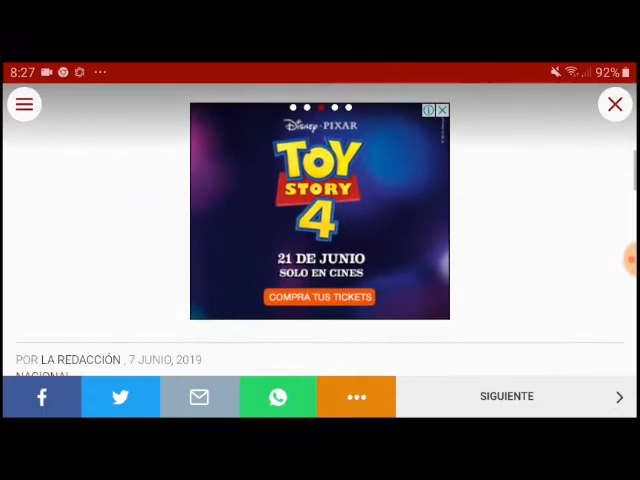 8:27
92%
DISNEY·PIXAR
TOY
STORY
4
21 DE JUNIO
SOLO EN CINES
COMPRA TUS TICKETS
POR LA REDACCIÓN , 7 JUNIO, 2019
NACIONAL
SIGUIENTE